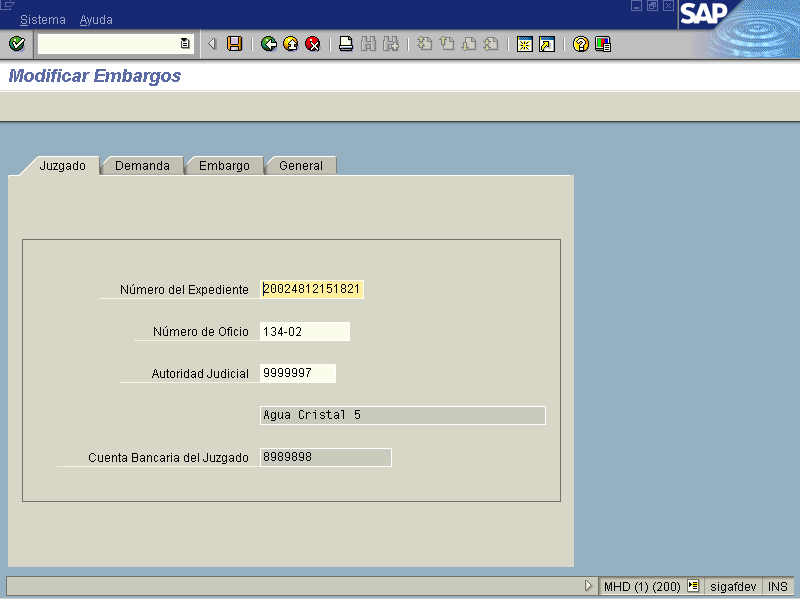 Sistema Ayuda
SAP
Modificar Embargos
Juzgado Demanda Embargo General
Número del Expediente 20024812151821
Número de Oficio 134-02
Autoridad Judicial 9999997
Agua Cristal 5
Cuenta Bancaria del Juzgado 8989898
MHD (1) (200) sigafdev INS